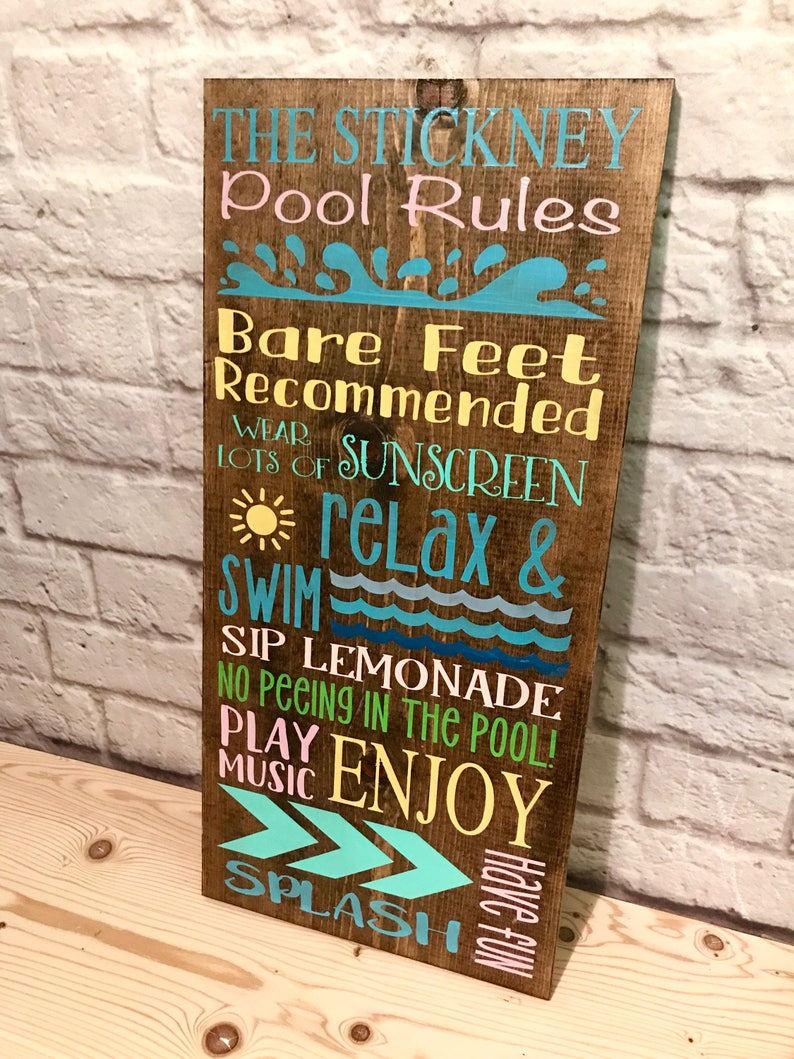 THE STICKNEY
Pool Rules
Bare Feet
Recommended
WEAR
LOTS OF SUNSCREEN
reLax &
SWIM
SIP LEMONADE
NO Peeing IN THe POOL!
PLAY
MUSIC
ENJOY
SPLASH
Have FUN